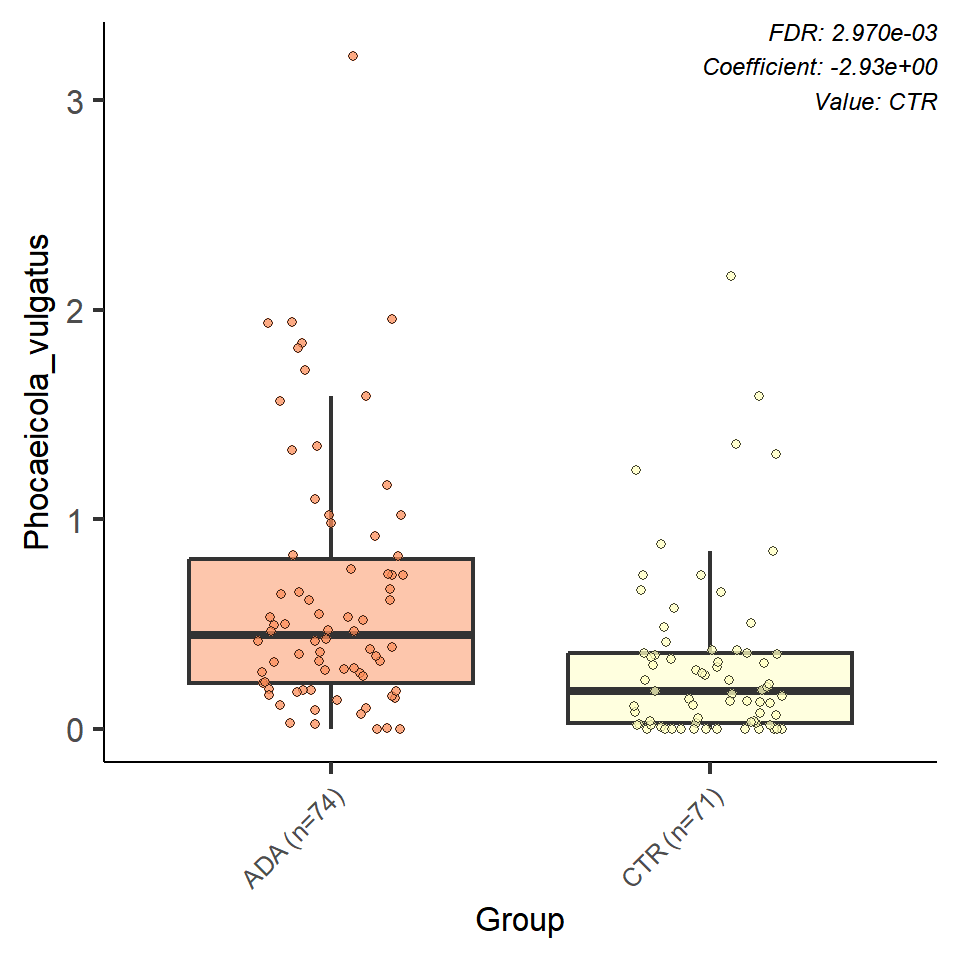 FDR: 2.970e-03
Coefficient: -2.93e+00
Value: CTR
Phocaeicola_vulgatus
3
2
1
0
ADA (n=74)
CTR (n=71)
Group